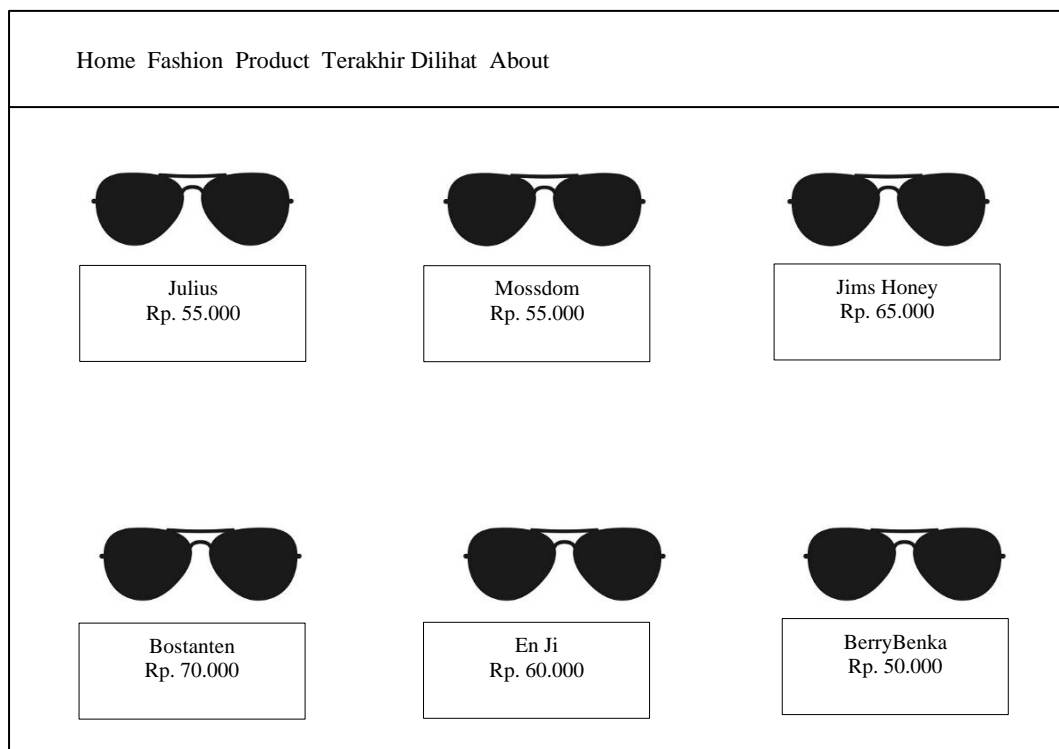 Home Fashion Product Terakhir Dilihat About
Julius
Rp. 55.000
Mossdom
Rp. 55.000
Jims Honey
Rp. 65.000
Bostanten
Rp. 70.000
En Ji
Rp. 60.000
BerryBenka
Rp. 50.000